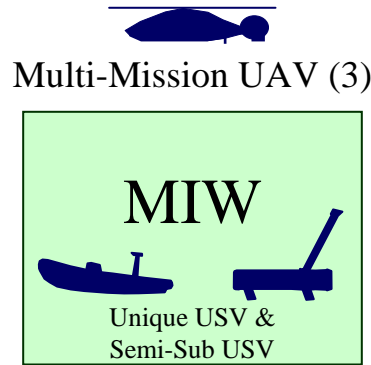 Multi-Mission UAV (3)
MIW
Unique USV &
Semi-Sub USV